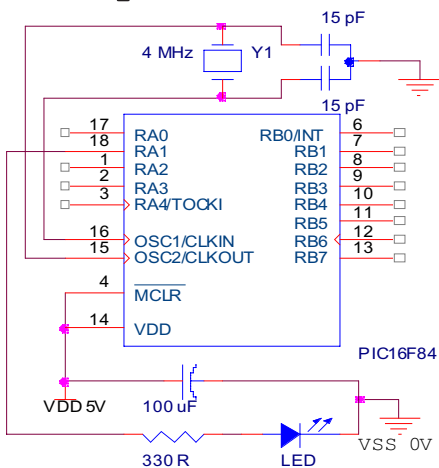 15 pF
4 MHz Y1
15 pF
17 RA0 RB0/INT 6
18 RA1 RB1 7
1 RA2 RB2 8
2 RA3 RB3 9
3 RA4/TOCKI RB4 10
RB5 11
16 OSC1/CLKIN RB6 12
15 OSC2/CLKOUT RB7 13
4 MCLR
14 VDD
PIC16F84
VDD 5V
100 uF
VSS 0V
330 R LED